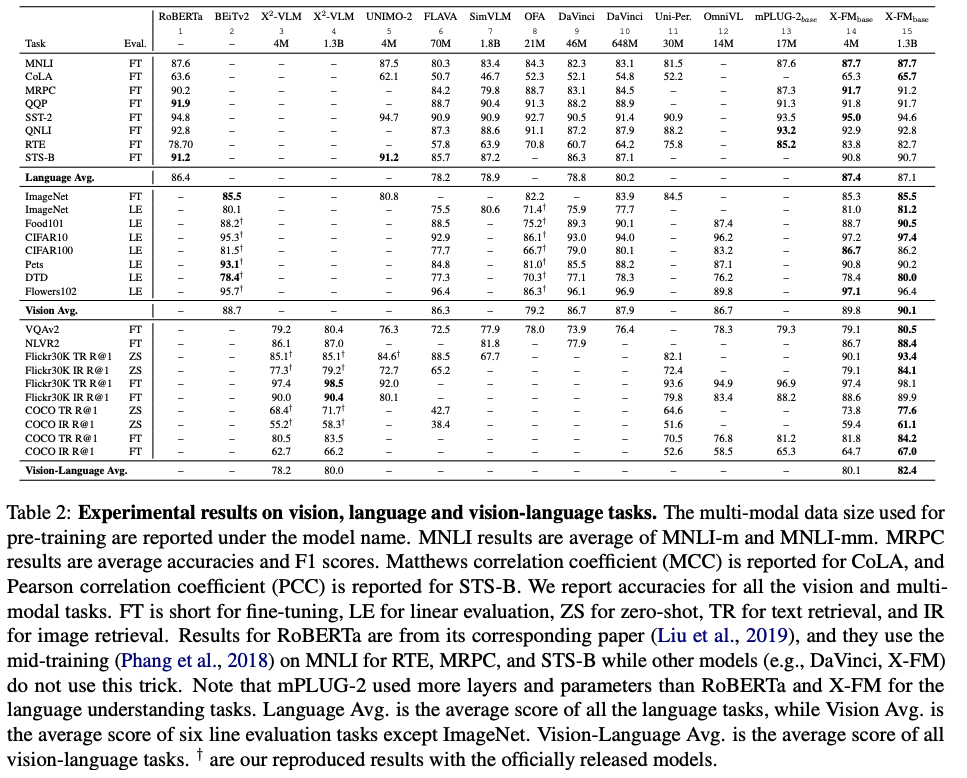 RoBERTa BEiTv2 X²-VLM X²-VLM UNIMO-2 FLAVA SimVLM OFA DaVinci DaVinci Uni-Per. OmniVL mPLUG-2base X-FMbase X-FMbase
1 2 3 4 5 6 7 8 9 10 11 12 13 14 15
Task Eval. – – 4M 1.3B 4M 70M 1.8B 21M 46M 648M 30M 14M 17M 4M 1.3B
MNLI FT 87.6 – – – 87.5 80.3 83.4 84.3 82.3 83.1 81.5 – 87.6 87.7 87.7
CoLA FT 63.6 – – – 62.1 50.7 46.7 52.3 52.1 54.8 52.2 – – 65.3 65.7
MRPC FT 90.2 – – – – 84.2 79.8 88.7 83.1 84.5 – – 87.3 91.7 91.2
QQP FT 91.9 – – – – 88.7 90.4 91.3 88.2 88.9 – – 91.3 91.8 91.7
SST-2 FT 94.8 – – – 94.7 90.9 90.9 92.7 90.5 91.4 90.9 – 93.5 95.0 94.6
QNLI FT 92.8 – – – – 87.3 88.6 91.1 87.2 87.9 88.2 – 93.2 92.9 92.8
RTE FT 78.70 – – – – 57.8 63.9 70.8 60.7 64.2 75.8 – 85.2 83.8 82.7
STS-B FT 91.2 – – – 91.2 85.7 87.2 – 86.3 87.1 – – – 90.8 90.7
Language Avg. 86.4 – – – – 78.2 78.9 – 78.8 80.2 – – – 87.4 87.1
ImageNet FT – 85.5 – – 80.8 – – 82.2 – 83.9 84.5 – – 85.3 85.5
ImageNet LE – 80.1 – – – 75.5 80.6 71.4† 75.9 77.7 – – – 81.0 81.2
Food101 LE – 88.2† – – – 88.5 – 75.2† 89.3 90.1 – 87.4 – 88.7 90.5
CIFAR10 LE – 95.3† – – – 92.9 – 86.1† 93.0 94.0 – 96.2 – 97.2 97.4
CIFAR100 LE – 81.5† – – – 77.7 – 66.7† 79.0 80.1 – 83.2 – 86.7 86.2
Pets LE – 93.1† – – – 84.8 – 81.0† 85.5 88.2 – 87.1 – 90.8 90.2
DTD LE – 78.4† – – – 77.3 – 70.3† 77.1 78.3 – 76.2 – 78.4 80.0
Flowers102 LE – 95.7† – – – 96.4 – 86.3† 96.1 96.9 – 89.8 – 97.1 96.4
Vision Avg. – 88.7 – – – 86.3 – 79.2 86.7 87.9 – 86.7 – 89.8 90.1
VQAv2 FT – – 79.2 80.4 76.3 72.5 77.9 78.0 73.9 76.4 – 78.3 79.3 79.1 80.5
NLVR2 FT – – 86.1 87.0 – – 81.8 – 77.9 – – – – 86.7 88.4
Flickr30K TR R@1 ZS – – 85.1† 85.1† 84.6† 88.5 67.7 – – – 82.1 – – 90.1 93.4
Flickr30K IR R@1 ZS – – 77.3† 79.2† 72.7 65.2 – – – – 72.4 – – 79.1 84.1
Flickr30K TR R@1 FT – – 97.4 98.5 92.0 – – – – – 93.6 94.9 96.9 97.4 98.1
Flickr30K IR R@1 FT – – 90.0 90.4 80.1 – – – – – 79.8 83.4 88.2 88.6 89.9
COCO TR R@1 ZS – – 68.4† 71.7† – 42.7 – – – – 64.6 – – 73.8 77.6
COCO IR R@1 ZS – – 55.2† 58.3† – 38.4 – – – – 51.6 – – 59.4 61.1
COCO TR R@1 FT – – 80.5 83.5 – – – – – – 70.5 76.8 81.2 81.8 84.2
COCO IR R@1 FT – – 62.7 66.2 – – – – – – 52.6 58.5 65.3 64.7 67.0
Vision-Language Avg. – – 78.2 80.0 – – – – – – – – – 80.1 82.4
Table 2: Experimental results on vision, language and vision-language tasks. The multi-modal data size used for
pre-training are reported under the model name. MNLI results are average of MNLI-m and MNLI-mm. MRPC
results are average accuracies and F1 scores. Matthews correlation coefficient (MCC) is reported for CoLA, and
Pearson correlation coefficient (PCC) is reported for STS-B. We report accuracies for all the vision and multi-
modal tasks. FT is short for fine-tuning, LE for linear evaluation, ZS for zero-shot, TR for text retrieval, and IR
for image retrieval. Results for RoBERTa are from its corresponding paper (Liu et al., 2019), and they use the
mid-training (Phang et al., 2018) on MNLI for RTE, MRPC, and STS-B while other models (e.g., DaVinci, X-FM)
do not use this trick. Note that mPLUG-2 used more layers and parameters than RoBERTa and X-FM for the
language understanding tasks. Language Avg. is the average score of all the language tasks, while Vision Avg. is
the average score of six line evaluation tasks except ImageNet. Vision-Language Avg. is the average score of all
vision-language tasks. † are our reproduced results with the officially released models.